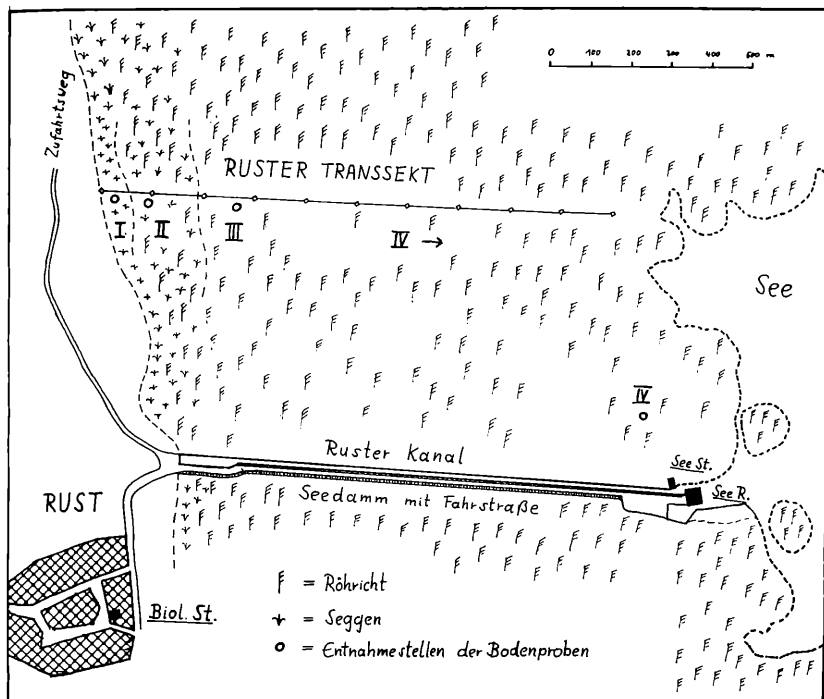 0 100 200 300 400 500 m
Zufahrtsweg
RUSTER TRANSSEKT
I II III IV →
See
IV
Ruster Kanal
See St.
See R.
Seedamm mit Fahrstraße
RUST
Biol. St.
= Röhricht
= Seggen
= Entnahmestellen der Bodenproben